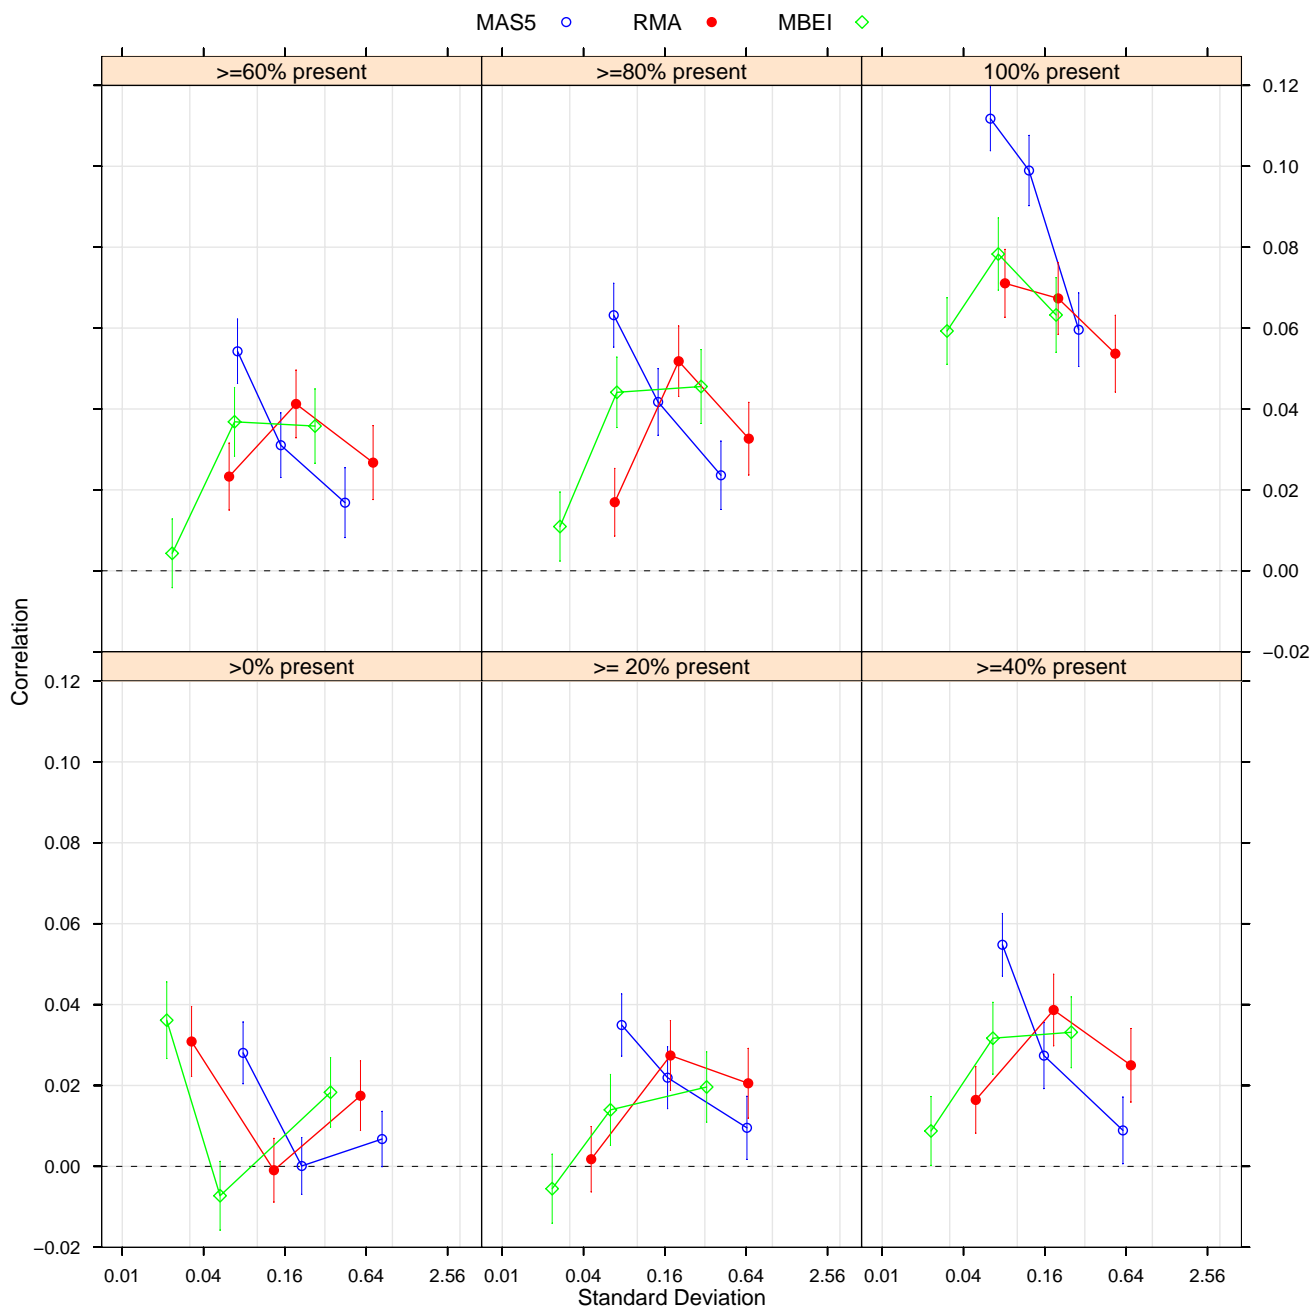 MAS5 RMA MBEI
>=60% present >=80% present 100% present
0.12
0.10
0.08
0.06
0.04
0.02
0.00
−0.02
Correlation
>0% present >= 20% present >=40% present
0.12
0.10
0.08
0.06
0.04
0.02
0.00
−0.02
0.01 0.04 0.16 0.64 2.56 0.01 0.04 0.16 0.64 2.56 0.01 0.04 0.16 0.64 2.56
Standard Deviation